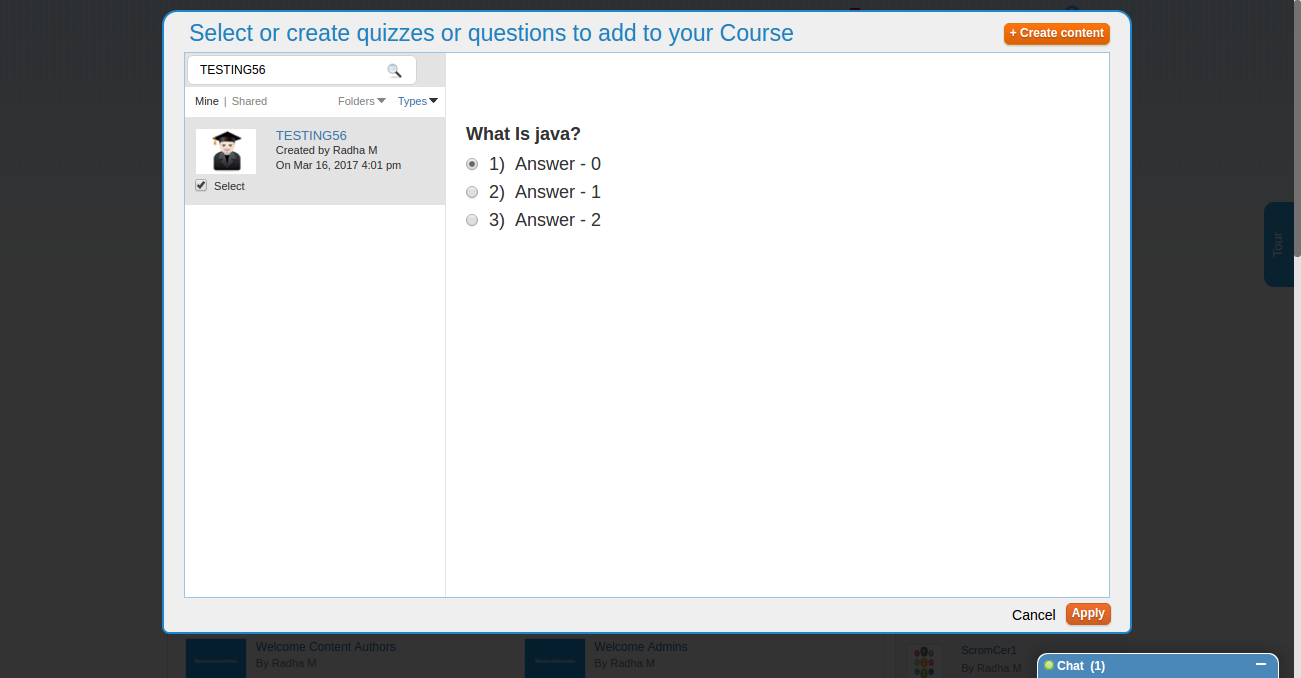 Select or create quizzes or questions to add to your Course
+ Create content
TESTING56
Mine | Shared Folders Types
TESTING56
Created by Radha M
On Mar 16, 2017 4:01 pm
Select
What Is java?
1) Answer - 0
2) Answer - 1
3) Answer - 2
Tour
Cancel Apply
Welcome Content Authors
By Radha M
Welcome Admins
By Radha M
ScromCer1
By Radha M
Chat (1)